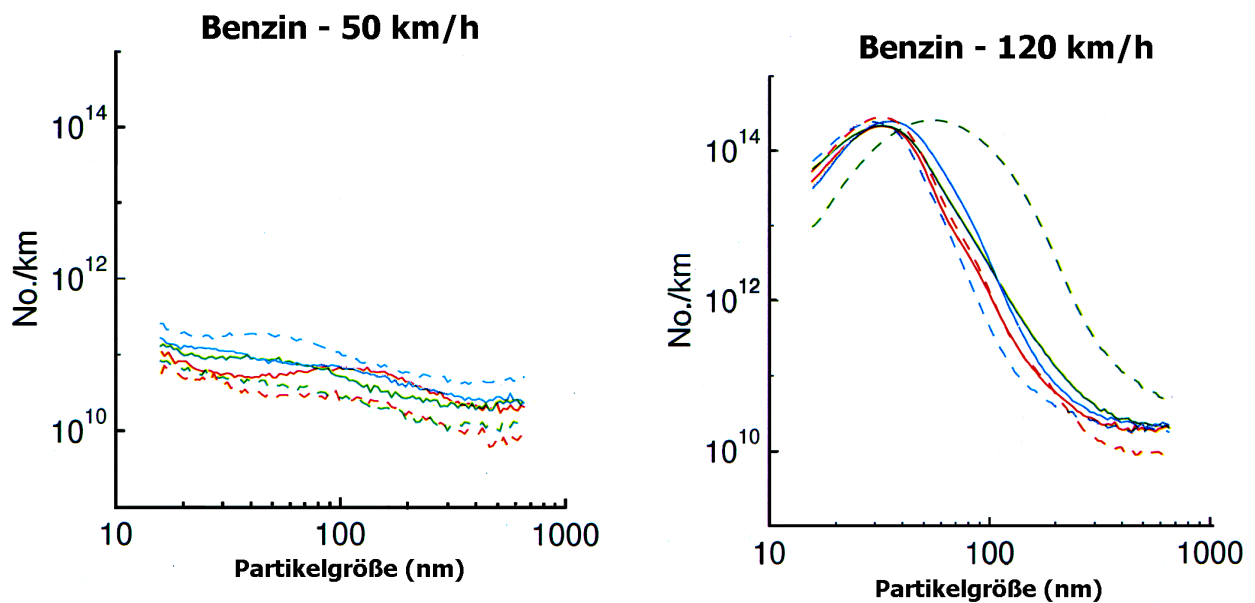 Benzin - 50 km/h
No./km
10^14
10^12
10^10
10 100 1000
Partikelgröße (nm)
Benzin - 120 km/h
No./km
10^14
10^12
10^10
10 100 1000
Partikelgröße (nm)